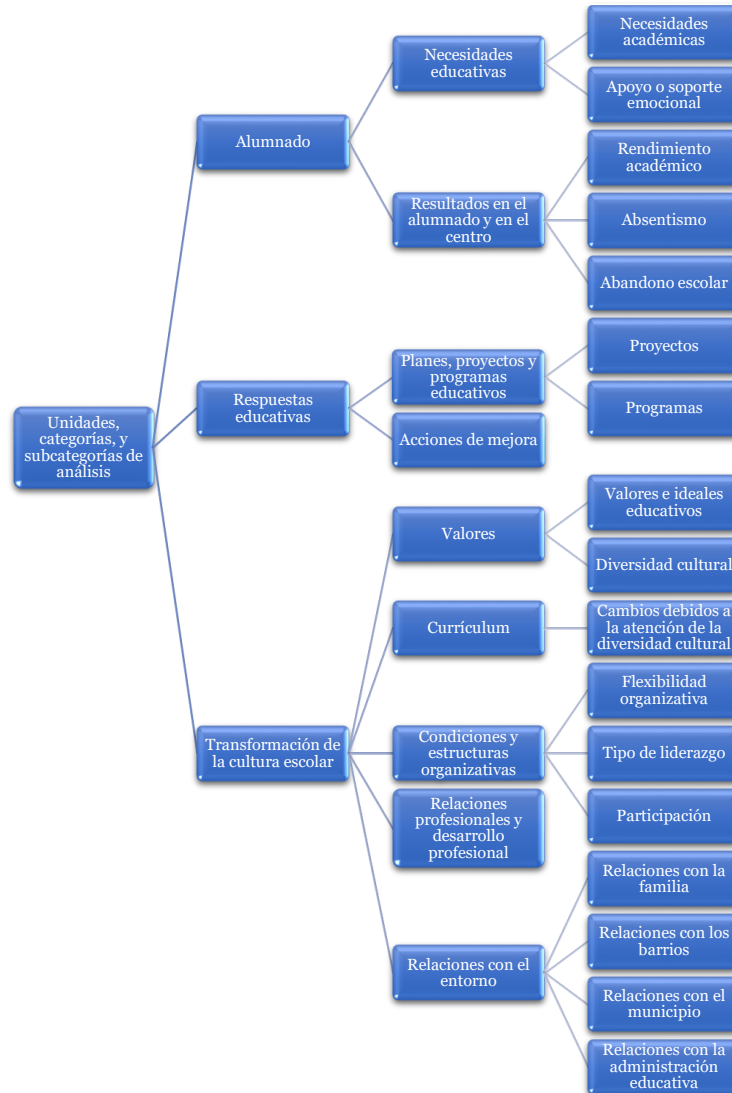 Unidades,
categorías, y
subcategorías de
análisis
Alumnado
Necesidades
educativas
Necesidades
académicas
Apoyo o soporte
emocional
Resultados en el
alumnado y en el
centro
Rendimiento
académico
Absentismo
Abandono escolar
Respuestas
educativas
Planes, proyectos y
programas
educativos
Proyectos
Programas
Acciones de mejora
Transformación de
la cultura escolar
Valores
Valores e ideales
educativos
Diversidad cultural
Currículum
Cambios debidos a
la atención de la
diversidad cultural
Condiciones y
estructuras
organizativas
Flexibilidad
organizativa
Tipo de liderazgo
Participación
Relaciones
profesionales y
desarrollo
profesional
Relaciones con el
entorno
Relaciones con la
familia
Relaciones con los
barrios
Relaciones con el
municipio
Relaciones con la
administración
educativa